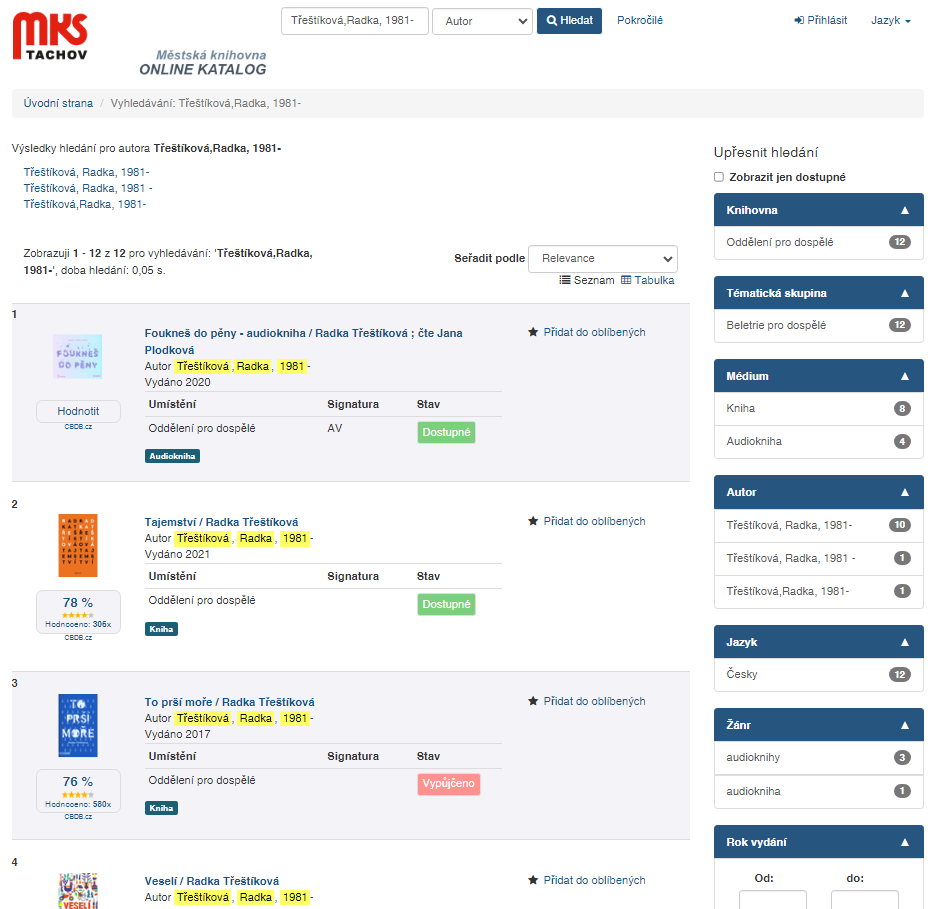 MKS
TACHOV
Městská knihovna
ONLINE KATALOG
Třeštíková,Radka, 1981-
Autor
Hledat
Pokročilé
Přihlásit
Jazyk
Úvodní strana / Vyhledávání: Třeštíková,Radka, 1981-
Výsledky hledání pro autora Třeštíková,Radka, 1981-
Třeštíková, Radka, 1981-
Třeštíková, Radka, 1981 -
Třeštíková,Radka, 1981-
Zobrazuji 1 - 12 z 12 pro vyhledávání: 'Třeštíková,Radka,
1981-', doba hledání: 0,05 s.
Seřadit podle
Relevance
Seznam Tabulka
1
FOUKNEŠ
DO PĚNY
Hodnotit
CBDB.cz
Foukneš do pěny - audiokniha / Radka Třeštíková ; čte Jana
Plodková
Autor Třeštíková, Radka, 1981-
Vydáno 2020
Umístění Signatura Stav
Oddělení pro dospělé AV Dostupné
Audiokniha
Přidat do oblíbených
2
78 %
Hodnoceno: 306x
CBDB.cz
Tajemství / Radka Třeštíková
Autor Třeštíková, Radka, 1981-
Vydáno 2021
Umístění Signatura Stav
Oddělení pro dospělé Dostupné
Kniha
Přidat do oblíbených
3
TO
PRŠÍ
MOŘE
76 %
Hodnoceno: 580x
CBDB.cz
To prší moře / Radka Třeštíková
Autor Třeštíková, Radka, 1981-
Vydáno 2017
Umístění Signatura Stav
Oddělení pro dospělé Vypůjčeno
Kniha
Přidat do oblíbených
4
VESELÍ
Veselí / Radka Třeštíková
Autor Třeštíková, Radka, 1981-
Přidat do oblíbených
Upřesnit hledání
Zobrazit jen dostupné
Knihovna ▲
Oddělení pro dospělé 12
Tématická skupina ▲
Beletrie pro dospělé 12
Médium ▲
Kniha 8
Audiokniha 4
Autor ▲
Třeštíková, Radka, 1981- 10
Třeštíková, Radka, 1981 - 1
Třeštíková,Radka, 1981- 1
Jazyk ▲
Česky 12
Žánr ▲
audioknihy 3
audiokniha 1
Rok vydání ▲
Od: do: